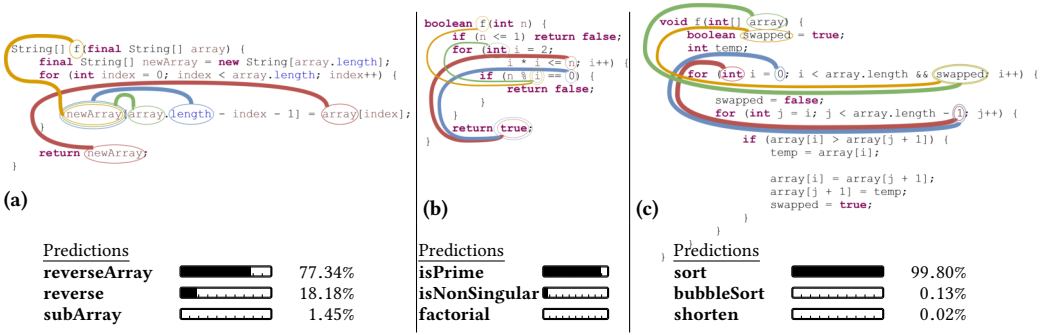 String[] f(final String[] array) {
final String[] newArray = new String[array.length];
for (int index = 0; index < array.length; index++) {
newArray[array.length - index - 1] = array[index];
}
return newArray;
}
(a)
Predictions
reverseArray 77.34%
reverse 18.18%
subArray 1.45%
boolean f(int n) {
if (n <= 1) return false;
for (int i = 2;
i * i <= n; i++) {
if (n % i == 0) {
return false;
}
}
return true;
}
(b)
Predictions
isPrime
isNonSingular
factorial
void f(int[] array) {
boolean swapped = true;
int temp;
for (int i = 0; i < array.length && swapped; i++) {
swapped = false;
for (int j = i; j < array.length - 1; j++) {
if (array[i] > array[j + 1]) {
temp = array[i];
array[i] = array[j + 1];
array[j + 1] = temp;
swapped = true;
}
}
}
}
(c)
Predictions
sort 99.80%
bubbleSort 0.13%
shorten 0.02%